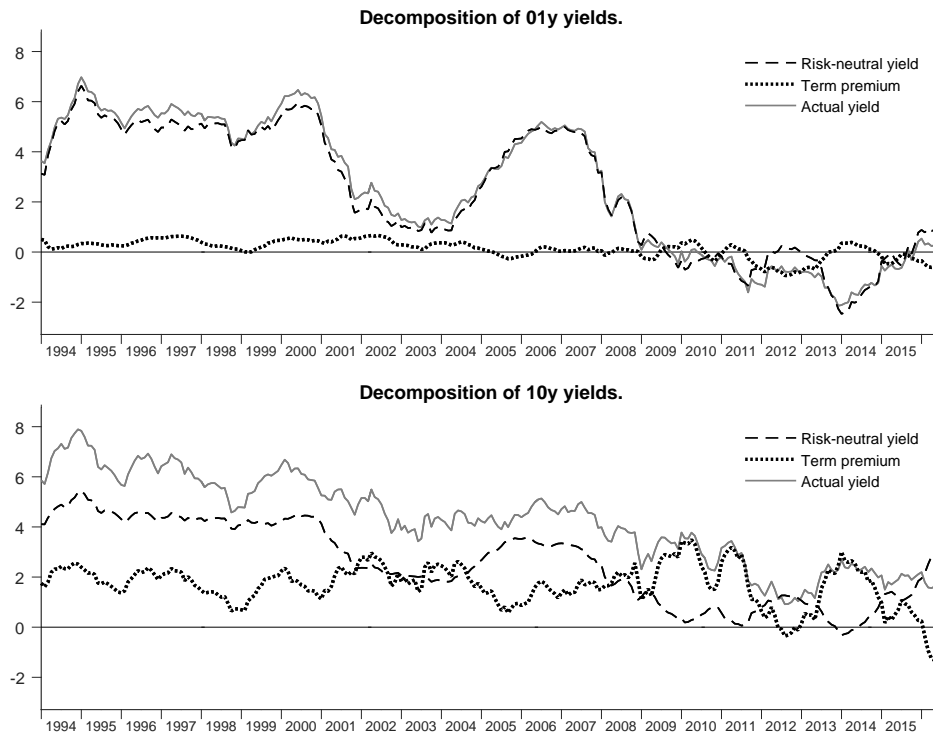 Decomposition of 01y yields.
8
6
4
2
0
-2
Risk-neutral yield
Term premium
Actual yield
1994 1995 1996 1997 1998 1999 2000 2001 2002 2003 2004 2005 2006 2007 2008 2009 2010 2011 2012 2013 2014 2015
Decomposition of 10y yields.
8
6
4
2
0
-2
Risk-neutral yield
Term premium
Actual yield
1994 1995 1996 1997 1998 1999 2000 2001 2002 2003 2004 2005 2006 2007 2008 2009 2010 2011 2012 2013 2014 2015